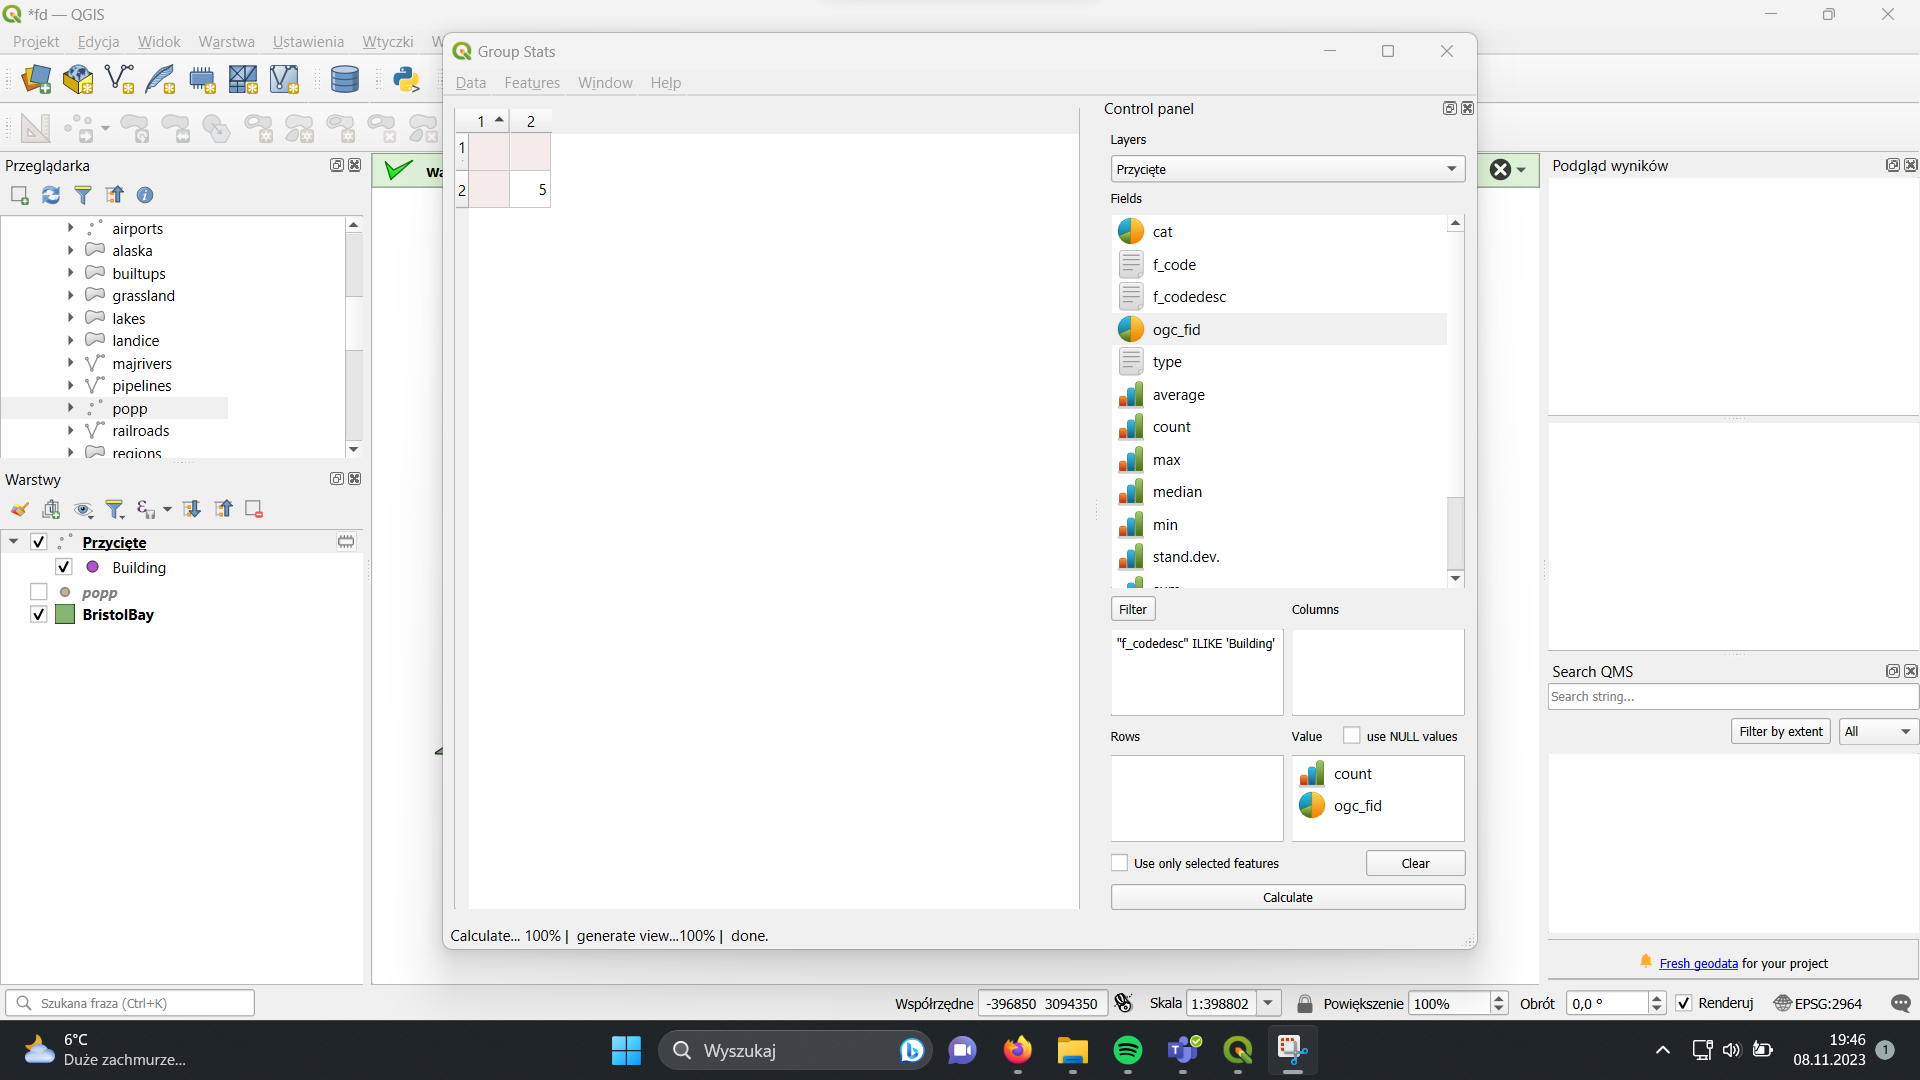 *fd — QGIS
Projekt Edycja Widok Warstwa Ustawienia Wtyczki W
Group Stats
Data Features Window Help
1 2
1
2 5
Calculate... 100% | generate view...100% | done.
Control panel
Layers
Przycięte
Fields
cat
f_code
f_codedesc
ogc_fid
type
average
count
max
median
min
stand.dev.
Filter Columns
"f_codedesc" ILIKE 'Building'
Rows Value use NULL values
count
ogc_fid
Use only selected features Clear
Calculate
Przeglądarka
airports
alaska
builtups
grassland
lakes
landice
majrivers
pipelines
popp
railroads
regions
Warstwy
Przycięte
Building
popp
BristolBay
Podgląd wyników
Search QMS
Search string...
Filter by extent All
Fresh geodata for your project
Szukana fraza (Ctrl+K)
Współrzędne -396850 3094350 Skala 1:398802 Powiększenie 100% Obrót 0,0 ° Renderuj EPSG:2964
6°C
Duże zachmurze...
Wyszukaj
19:46
08.11.2023
1